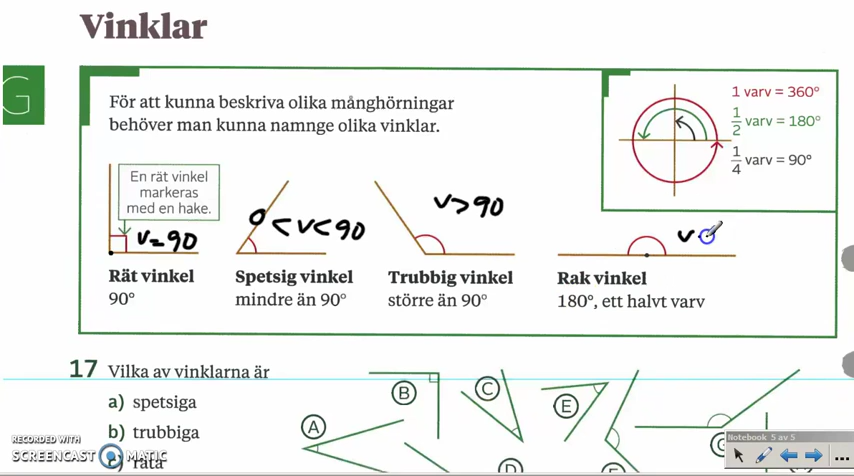 Vinklar
G
För att kunna beskriva olika månghörningar
behöver man kunna namnge olika vinklar.
1 varv = 360°
1/2 varv = 180°
1/4 varv = 90°
En rät vinkel
markeras
med en hake.
v=90
0<v<90
v>90
v
Rät vinkel
90°
Spetsig vinkel
mindre än 90°
Trubbig vinkel
större än 90°
Rak vinkel
180°, ett halvt varv
17 Vilka av vinklarna är
a) spetsiga
b) trubbiga
c) räta
A
B
C
D
E
F
G
RECORDED WITH
SCREENCAST MATIC
Notebook 5 av 5